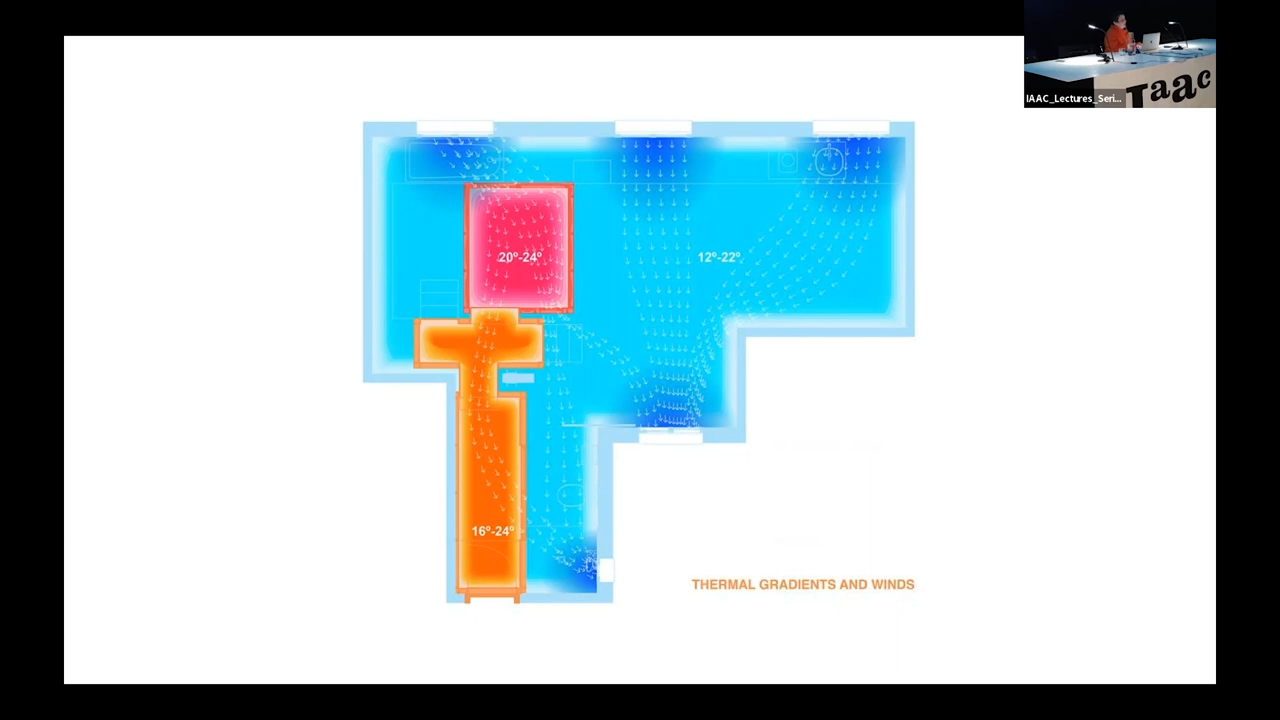 IAAC_Lectures_Seri...
Iaac
20º-24º
12º-22º
16º-24º
THERMAL GRADIENTS AND WINDS